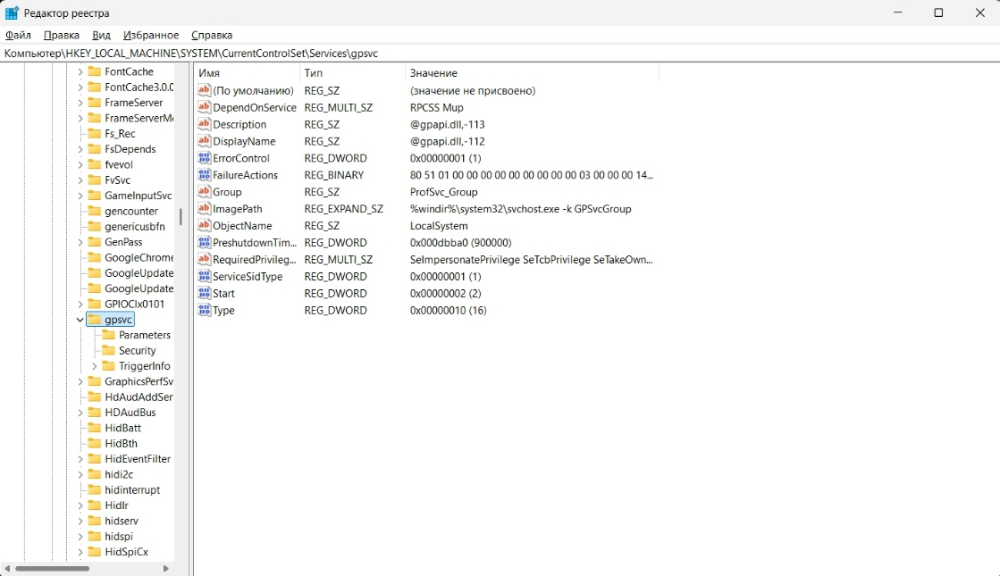 Редактор реестра
Файл Правка Вид Избранное Справка
Компьютер\HKEY_LOCAL_MACHINE\SYSTEM\CurrentControlSet\Services\gpsvc
FontCache
FontCache3.0.0
FrameServer
FrameServerMo
Fs_Rec
FsDepends
fvevol
FvSvc
GameInputSvc
gencounter
genericusbfn
GenPass
GoogleChrome
GoogleUpdate
GoogleUpdate
GPIOClx0101
gpsvc
Parameters
Security
TriggerInfo
GraphicsPerfSv
HdAudAddSer
HDAudBus
HidBatt
HidBth
HidEventFilter
hidi2c
hidinterrupt
HidIr
hidserv
hidspi
HidSpiCx
Имя Тип Значение
(По умолчанию) REG_SZ (значение не присвоено)
DependOnService REG_MULTI_SZ RPCSS Mup
Description REG_SZ @gpapi.dll,-113
DisplayName REG_SZ @gpapi.dll,-112
ErrorControl REG_DWORD 0x00000001 (1)
FailureActions REG_BINARY 80 51 01 00 00 00 00 00 00 00 00 00 03 00 00 00 14...
Group REG_SZ ProfSvc_Group
ImagePath REG_EXPAND_SZ %windir%\system32\svchost.exe -k GPSvcGroup
ObjectName REG_SZ LocalSystem
PreshutdownTim... REG_DWORD 0x000dbba0 (900000)
RequiredPrivileg... REG_MULTI_SZ SeImpersonatePrivilege SeTcbPrivilege SeTakeOwn...
ServiceSidType REG_DWORD 0x00000001 (1)
Start REG_DWORD 0x00000002 (2)
Type REG_DWORD 0x00000010 (16)